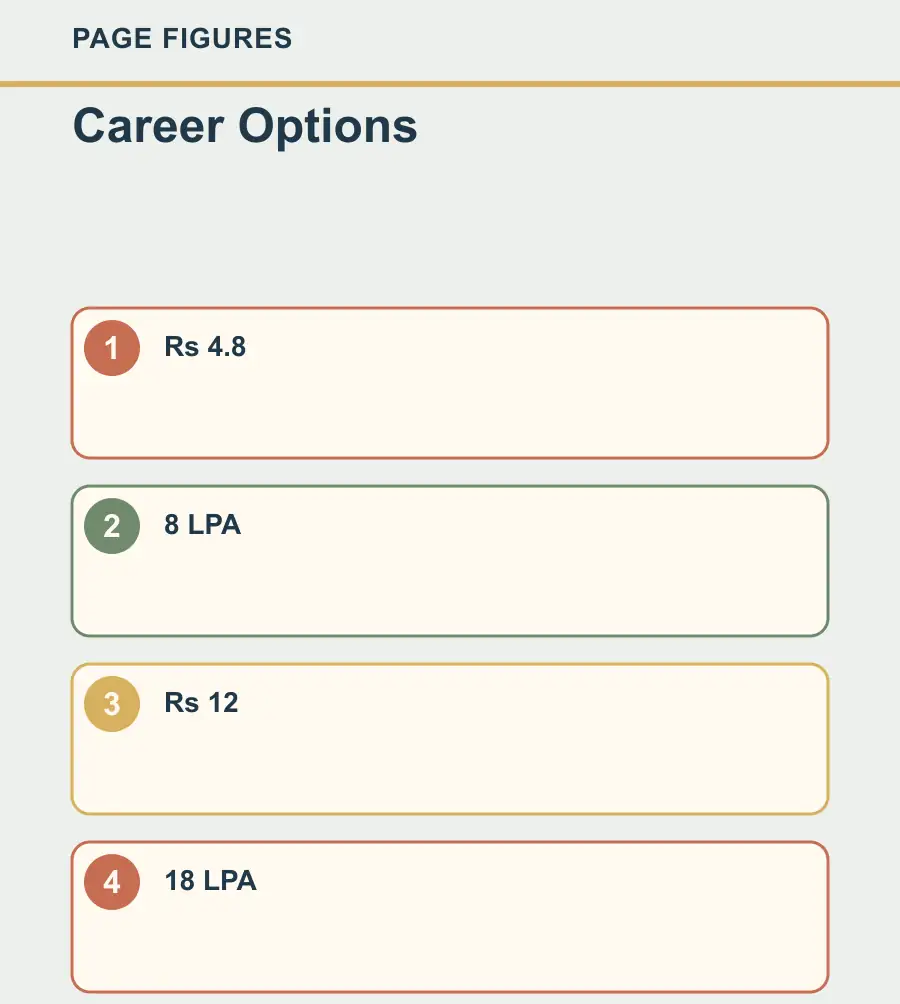 PAGE FIGURES
Career Options
1 Rs 4.8
2 8 LPA
3 Rs 12
4 18 LPA